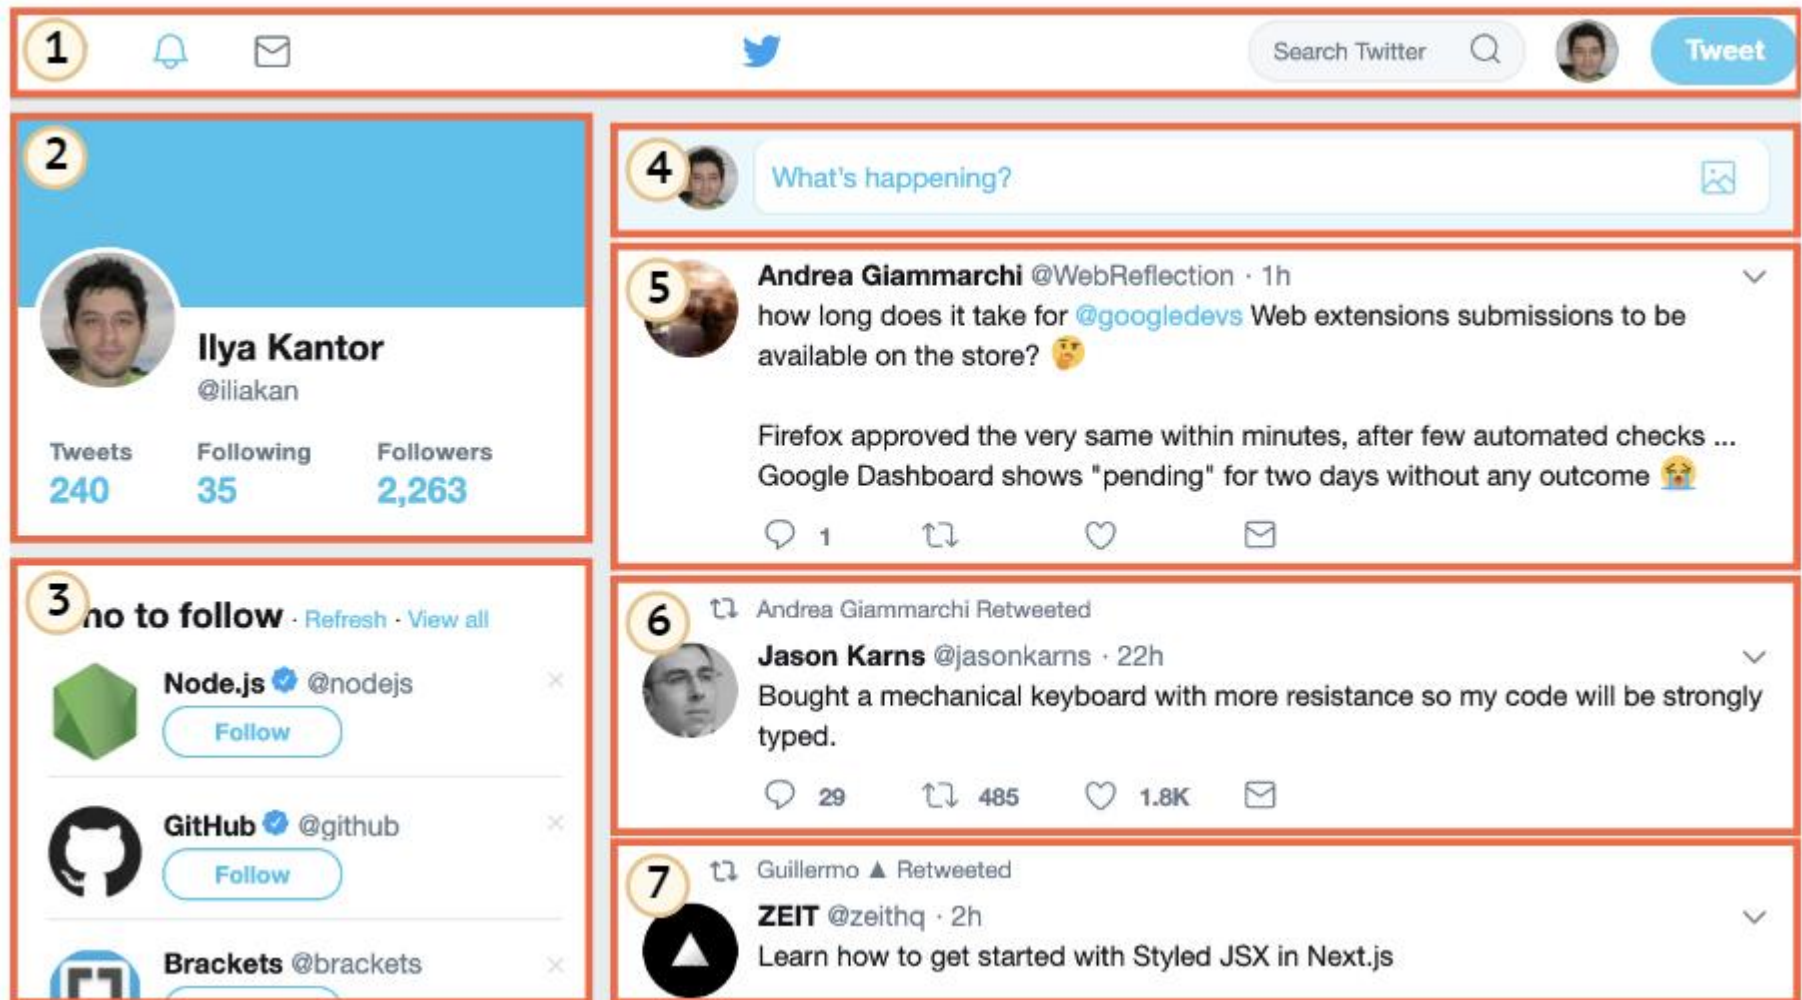 1
Search Twitter
Tweet
2
Ilya Kantor
@iliakan
Tweets Following Followers
240 35 2,263
3
ho to follow · Refresh · View all
Node.js @nodejs
Follow
GitHub @github
Follow
Brackets @brackets
4
What's happening?
5
Andrea Giammarchi @WebReflection · 1h
how long does it take for @googledevs Web extensions submissions to be
available on the store? 🤔
Firefox approved the very same within minutes, after few automated checks ...
Google Dashboard shows "pending" for two days without any outcome 😭
1
6
Andrea Giammarchi Retweeted
Jason Karns @jasonkarns · 22h
Bought a mechanical keyboard with more resistance so my code will be strongly
typed.
29 485 1.8K
7
Guillermo ▲ Retweeted
ZEIT @zeithq · 2h
Learn how to get started with Styled JSX in Next.js